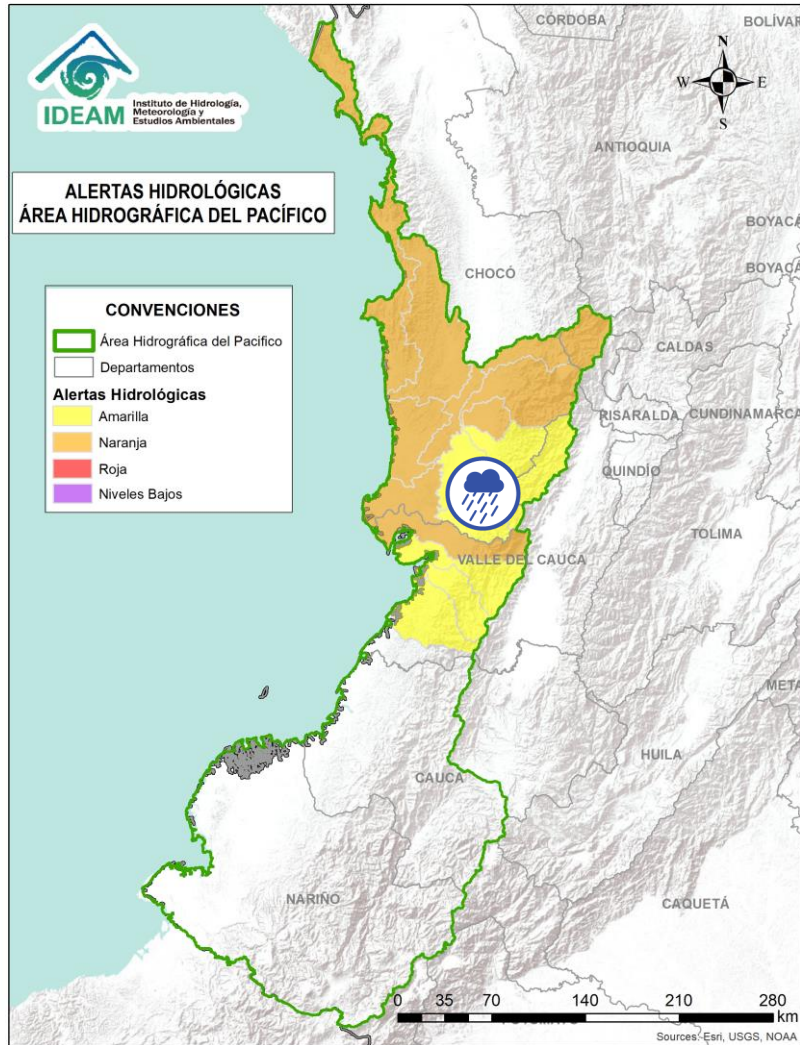 IDEAM
Instituto de Hidrología,
Meteorología y
Estudios Ambientales
ALERTAS HIDROLÓGICAS
ÁREA HIDROGRÁFICA DEL PACÍFICO
CONVENCIONES
Área Hidrográfica del Pacifico
Departamentos
Alertas Hidrológicas
Amarilla
Naranja
Roja
Niveles Bajos
N
W E
S
CÓRDOBA
BOLÍVAR
ANTIOQUIA
BOYACÁ
BOYACÁ
CHOCÓ
CALDAS
RISARALDA
CUNDINAMARCA
QUINDÍO
TOLIMA
VALLE DEL CAUCA
META
HUILA
CAUCA
NARIÑO
CAQUETÁ
0 35 70 140 210 280
km
Sources: Esri, USGS, NOAA